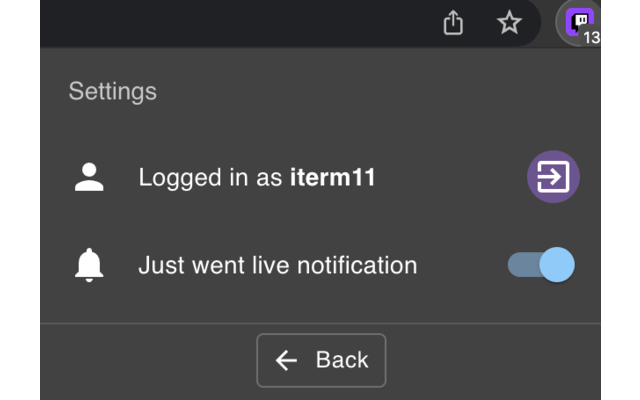 13
Settings
Logged in as iterm11
Just went live notification
Back